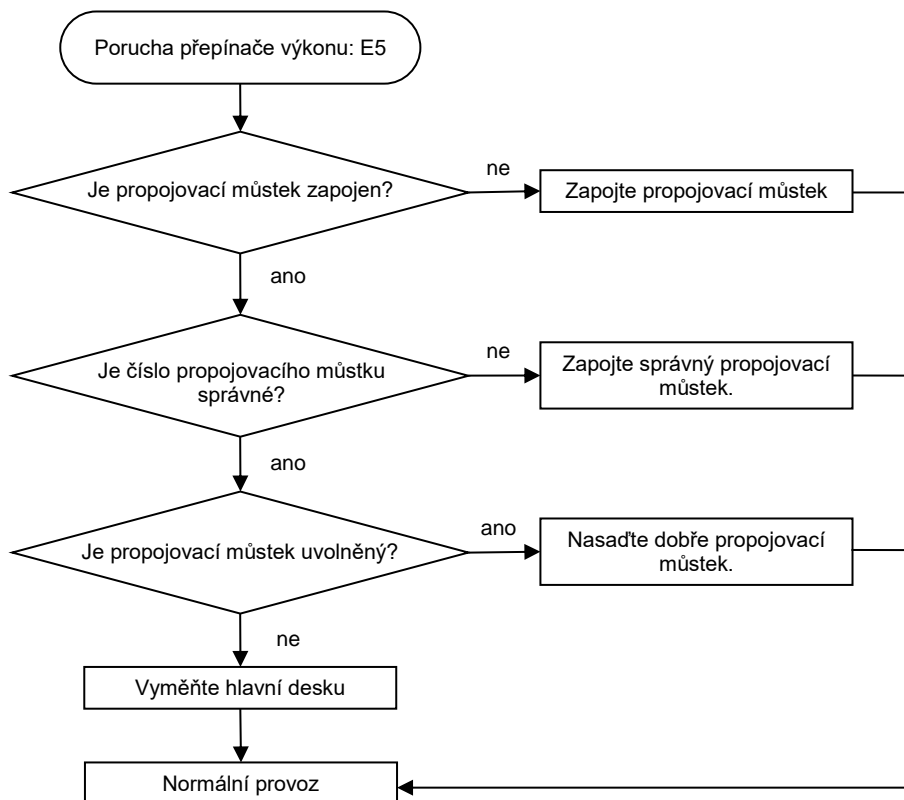 Porucha přepínače výkonu: E5
ne
Je propojovací můstek zapojen?
Zapojte propojovací můstek
ano
ne
Je číslo propojovacího můstku
správné?
Zapojte správný propojovací
můstek.
ano
ano
Je propojovací můstek uvolněný?
Nasaďte dobře propojovací
můstek.
ne
Vyměňte hlavní desku
Normální provoz